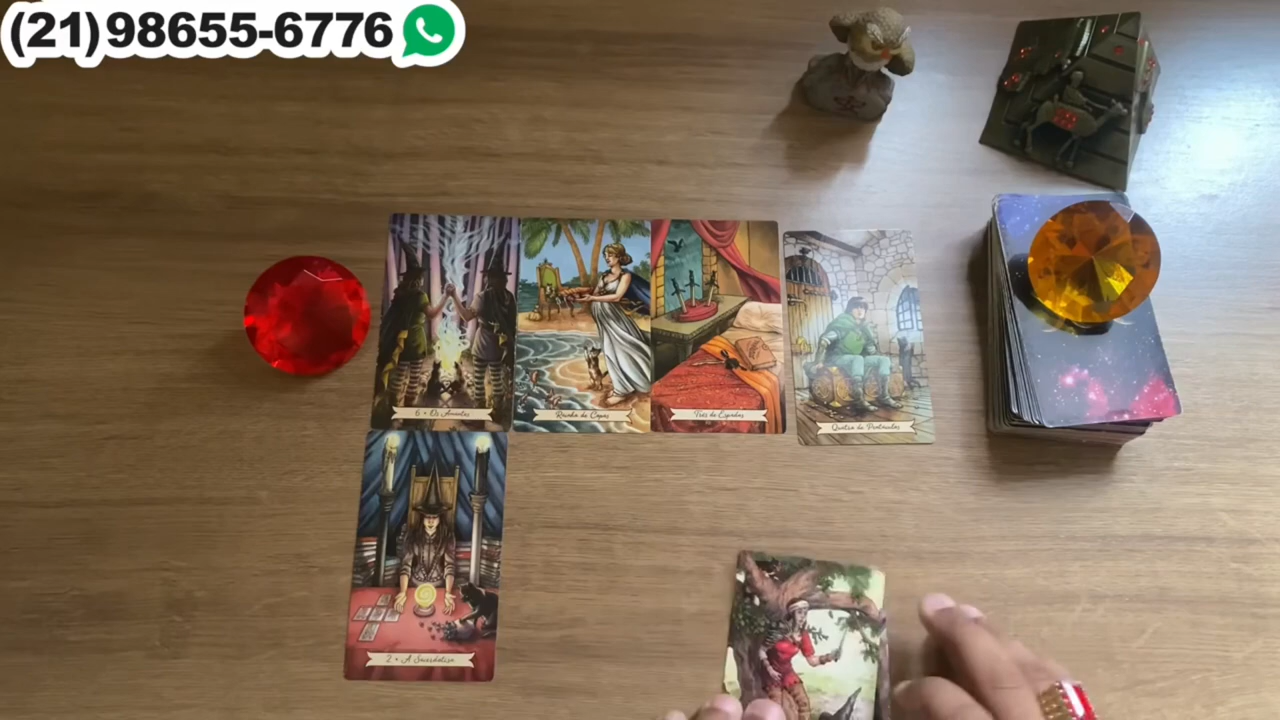 (21)98655-6776
6 • Os Amantes
Rainha de Copas
Três de Espadas
Quatro de Pentáculos
2 • A Sacerdotisa